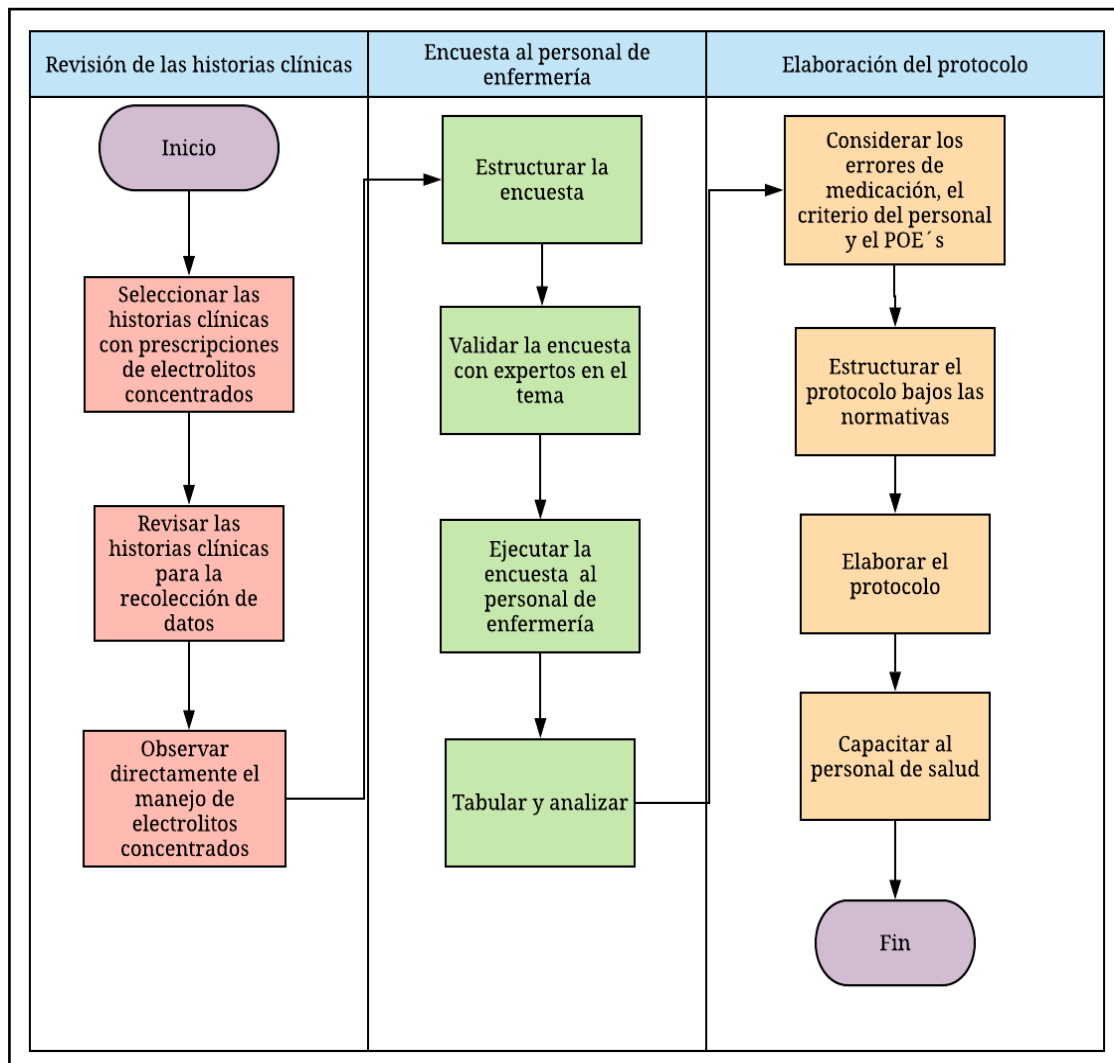 Revisión de las historias clínicas
Encuesta al personal de
enfermería
Elaboración del protocolo
Inicio
Seleccionar las
historias clínicas
con prescripciones
de electrolitos
concentrados
Revisar las
historias clínicas
para la
recolección de
datos
Observar
directamente el
manejo de
electrolitos
concentrados
Estructurar la
encuesta
Validar la encuesta
con expertos en el
tema
Ejecutar la
encuesta al
personal de
enfermería
Tabular y analizar
Considerar los
errores de
medicación, el
criterio del personal
y el POE´s
Estructurar el
protocolo bajos las
normativas
Elaborar el
protocolo
Capacitar al
personal de salud
Fin